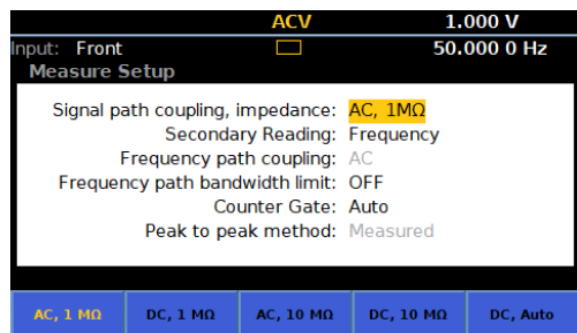 ACV 1.000 V
Input: Front 50.000 0 Hz
Measure Setup
Signal path coupling, impedance: AC, 1MΩ
Secondary Reading: Frequency
Frequency path coupling: AC
Frequency path bandwidth limit: OFF
Counter Gate: Auto
Peak to peak method: Measured
AC, 1 MΩ DC, 1 MΩ AC, 10 MΩ DC, 10 MΩ DC, Auto